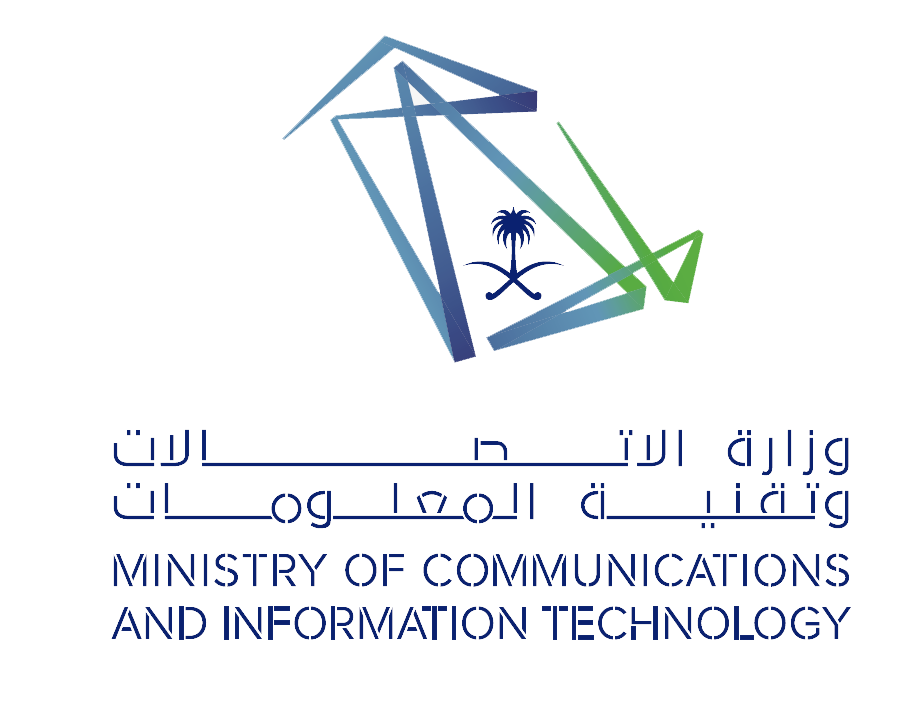 وزارة الاتصالات
وتقنية المعلومات
MINISTRY OF COMMUNICATIONS
AND INFORMATION TECHNOLOGY